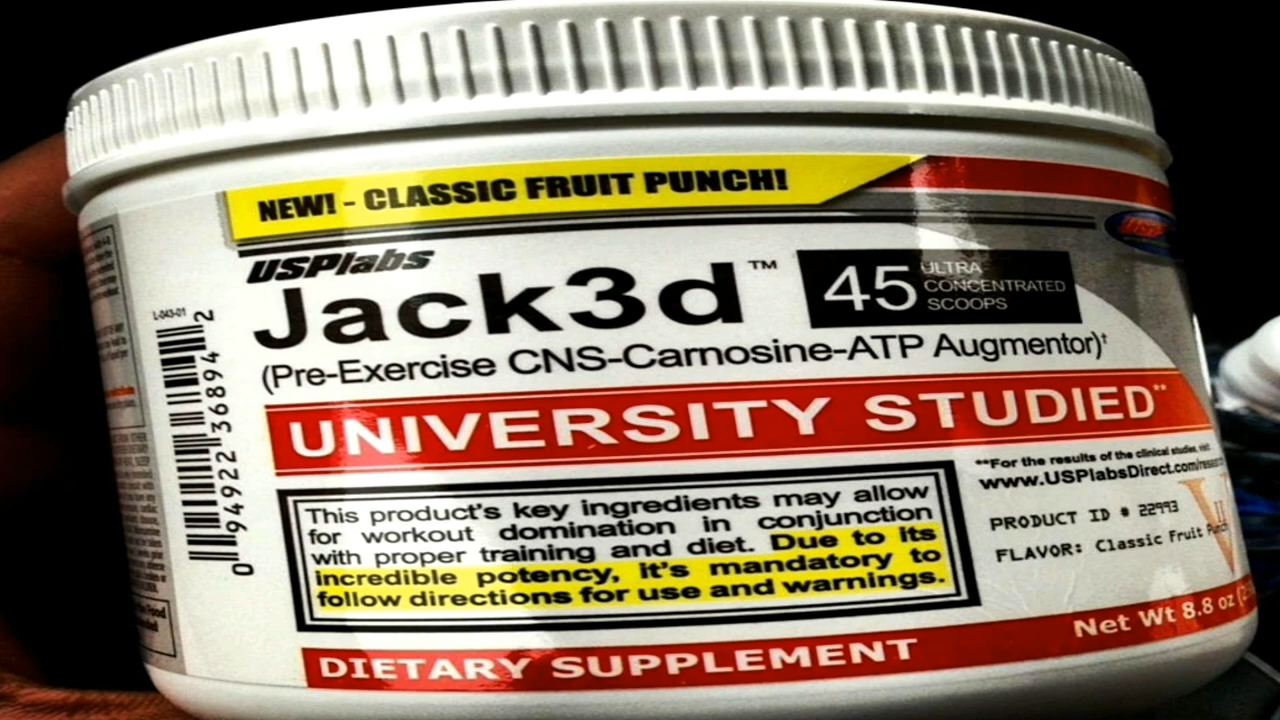 NEW! - CLASSIC FRUIT PUNCH!
USPlabs
Jack3d™
45 ULTRA
CONCENTRATED
SCOOPS
(Pre-Exercise CNS-Carnosine-ATP Augmentor)†
UNIVERSITY STUDIED**
**For the results of the clinical studies, visit
www.USPlabsDirect.com/
This product's key ingredients may allow
for workout domination in conjunction
with proper training and diet. Due to its
incredible potency, it's mandatory to
follow directions for use and warnings.
PRODUCT ID # 22993
FLAVOR: Classic Fruit Punch
DIETARY SUPPLEMENT
Net Wt 8.8 oz
L-043-01
0 94922 36894 2